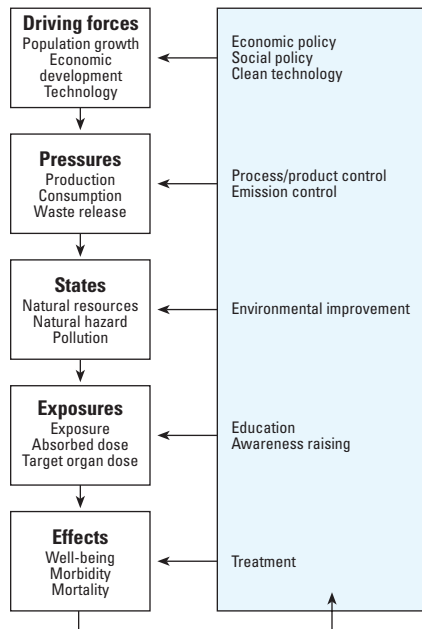 Driving forces
Population growth
Economic
development
Technology
Economic policy
Social policy
Clean technology
Pressures
Production
Consumption
Waste release
Process/product control
Emission control
States
Natural resources
Natural hazard
Pollution
Environmental improvement
Exposures
Exposure
Absorbed dose
Target organ dose
Education
Awareness raising
Effects
Well-being
Morbidity
Mortality
Treatment